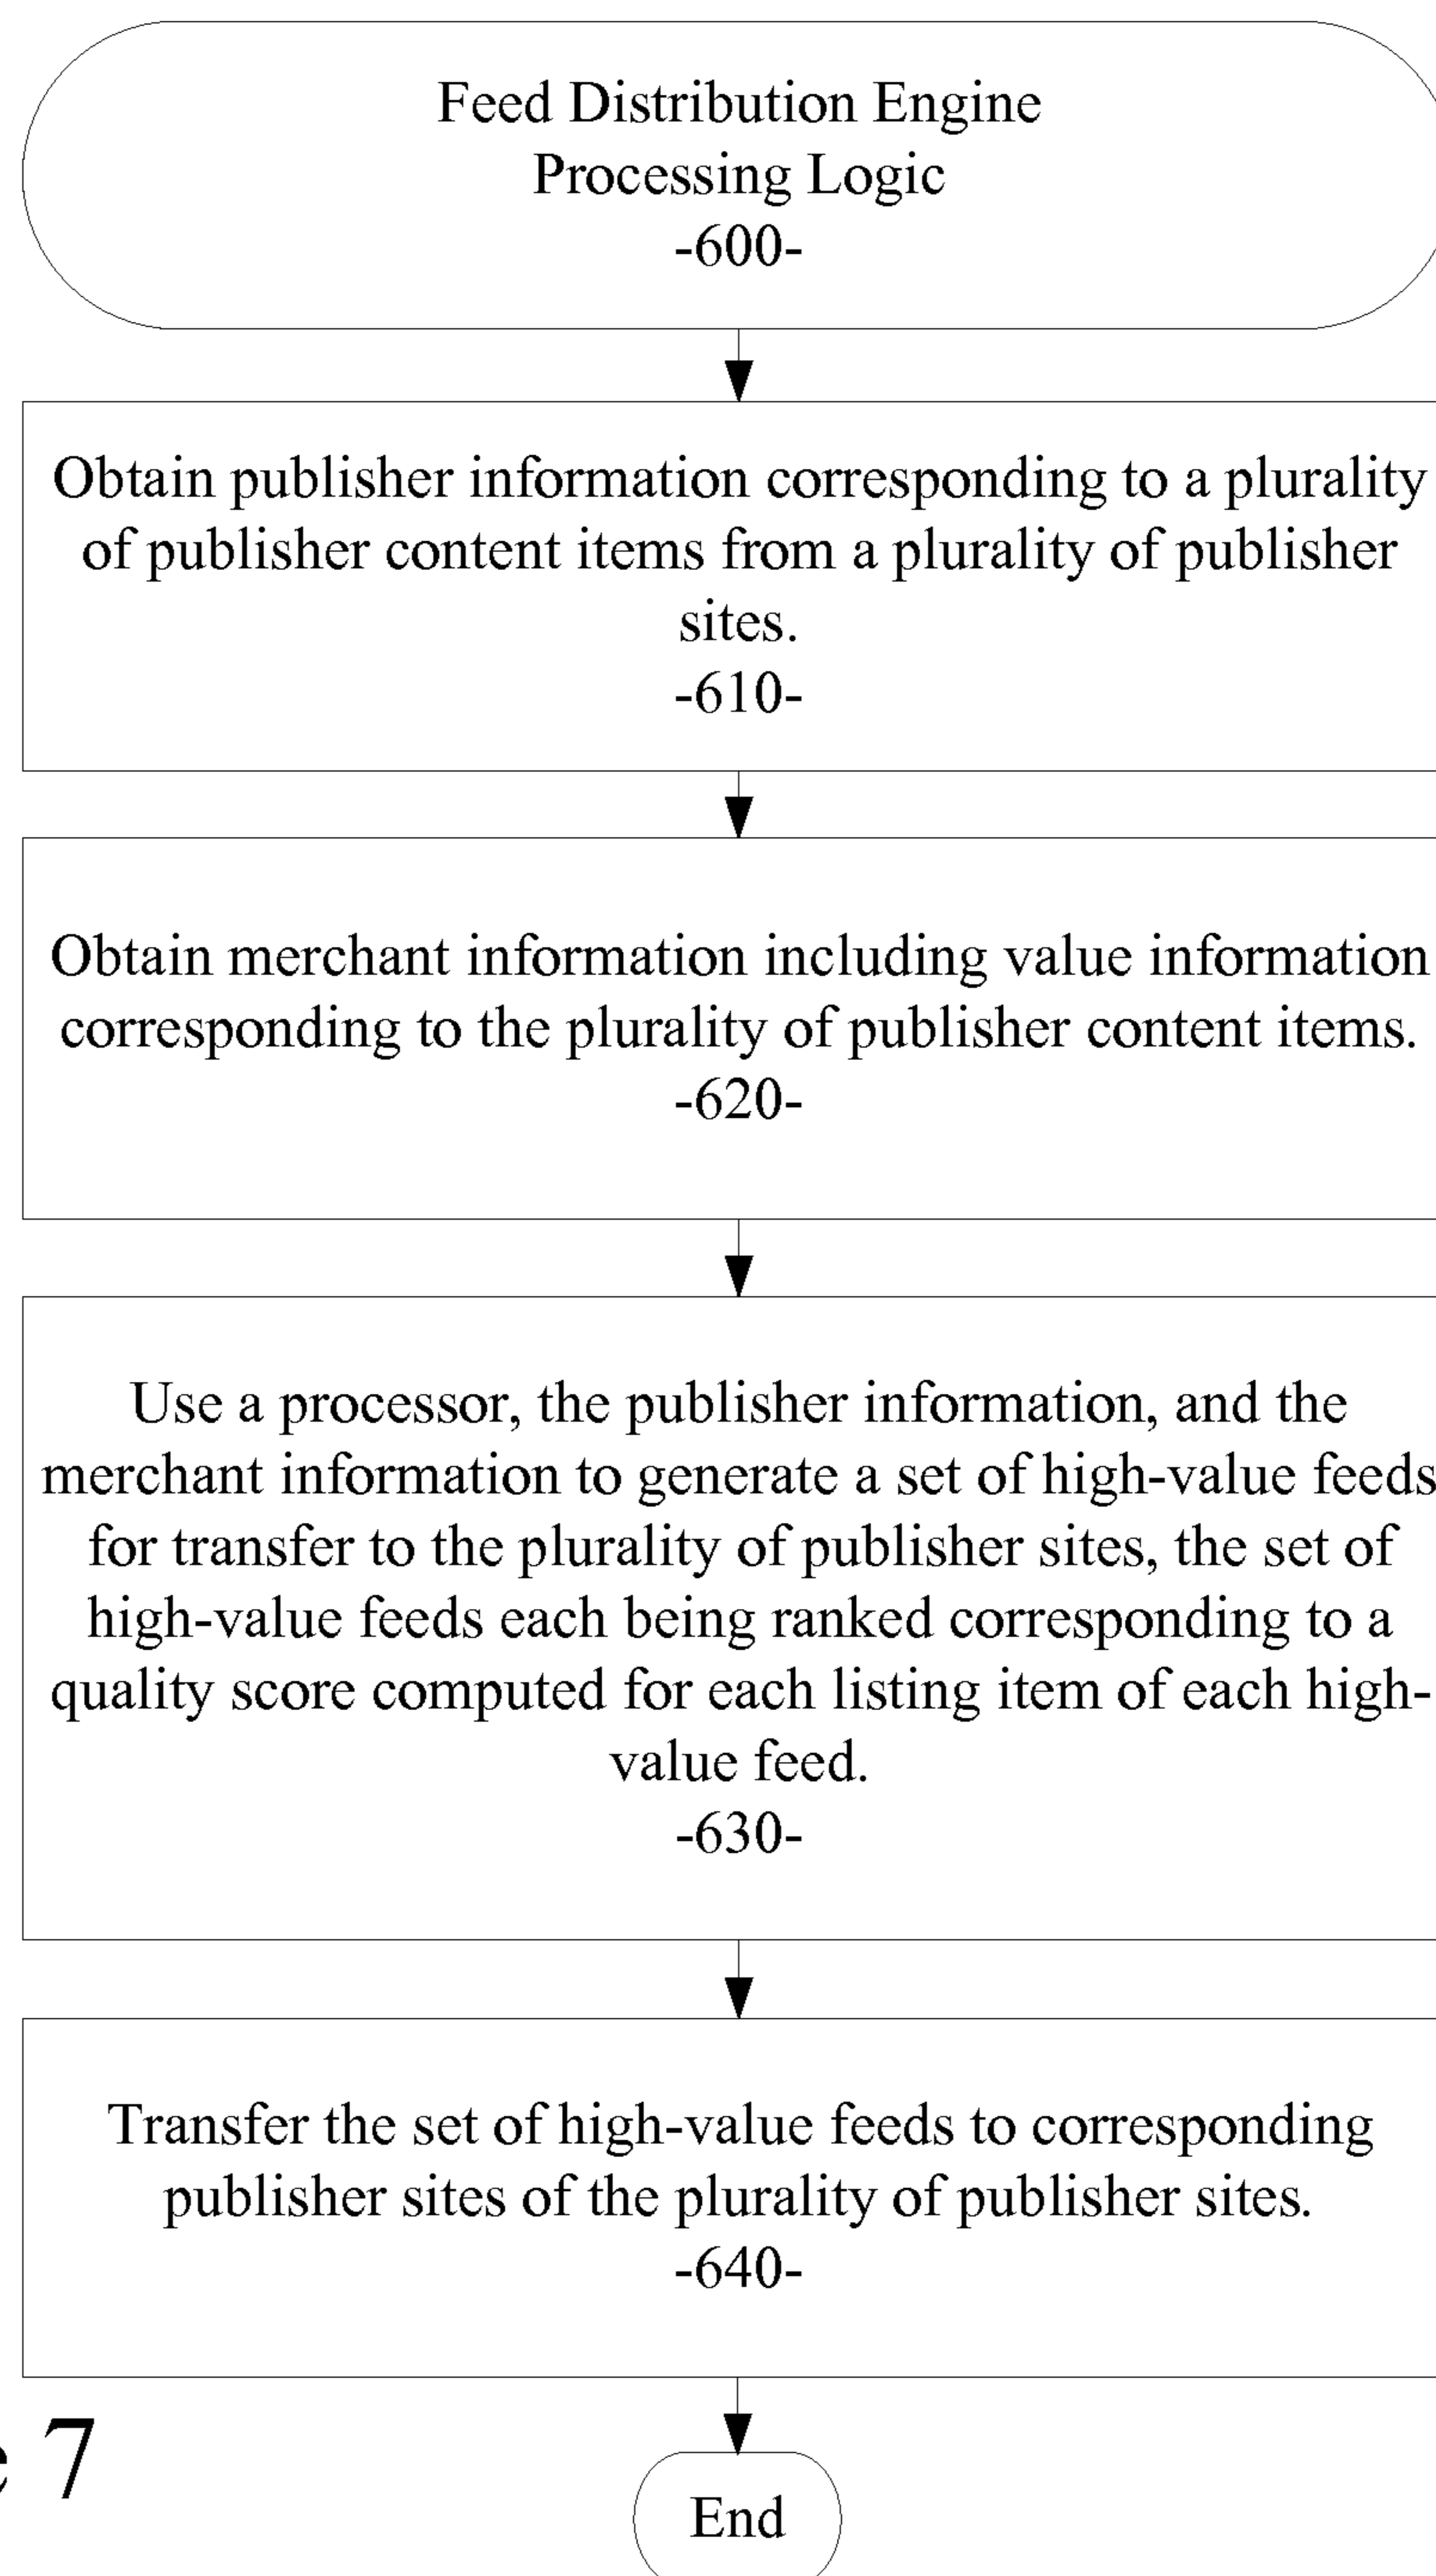 Feed Distribution Engine
Processing Logic
-600-
Obtain publisher information corresponding to a plurality
of publisher content items from a plurality of publisher
sites.
-610-
Obtain merchant information including value information
corresponding to the plurality of publisher content items.
-620-
Use a processor, the publisher information, and the
merchant information to generate a set of high-value feeds
for transfer to the plurality of publisher sites, the set of
high-value feeds each being ranked corresponding to a
quality score computed for each listing item of each high-
value feed.
-630-
Transfer the set of high-value feeds to corresponding
publisher sites of the plurality of publisher sites.
-640-
7
End